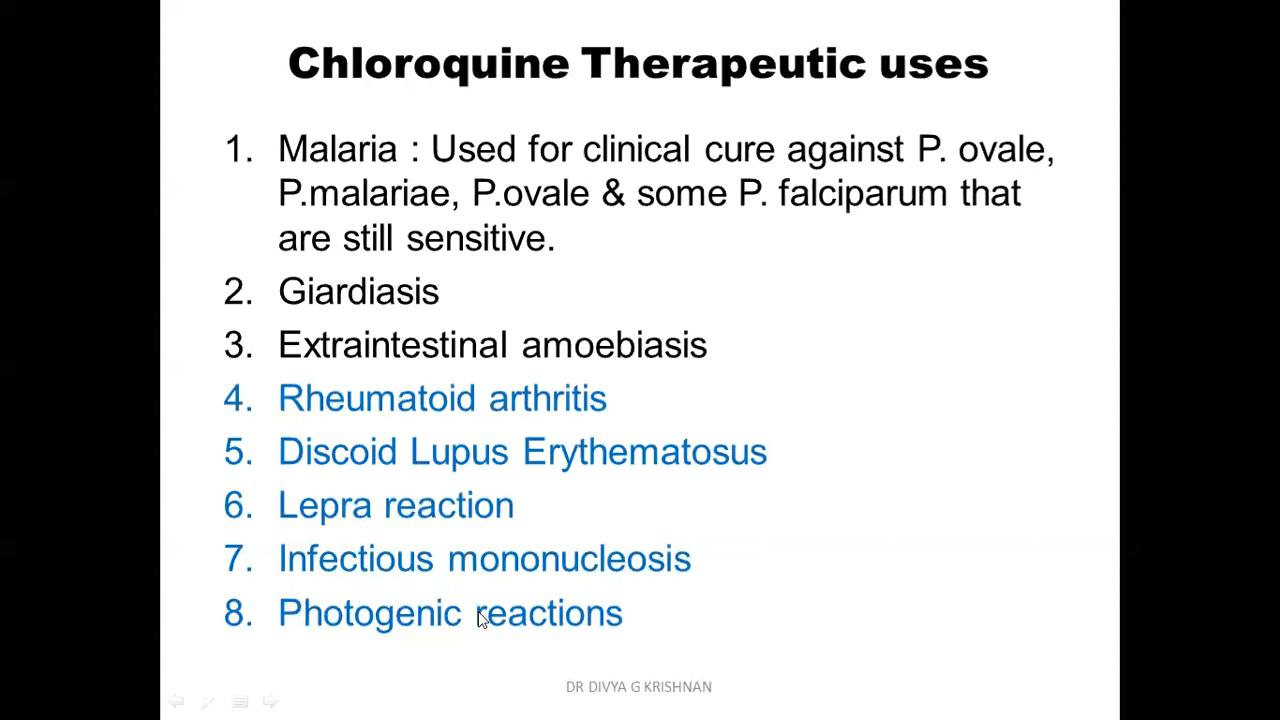 Chloroquine Therapeutic uses
1. Malaria : Used for clinical cure against P. ovale,
P.malariae, P.ovale & some P. falciparum that
are still sensitive.
2. Giardiasis
3. Extraintestinal amoebiasis
4. Rheumatoid arthritis
5. Discoid Lupus Erythematosus
6. Lepra reaction
7. Infectious mononucleosis
8. Photogenic reactions
DR DIVYA G KRISHNAN